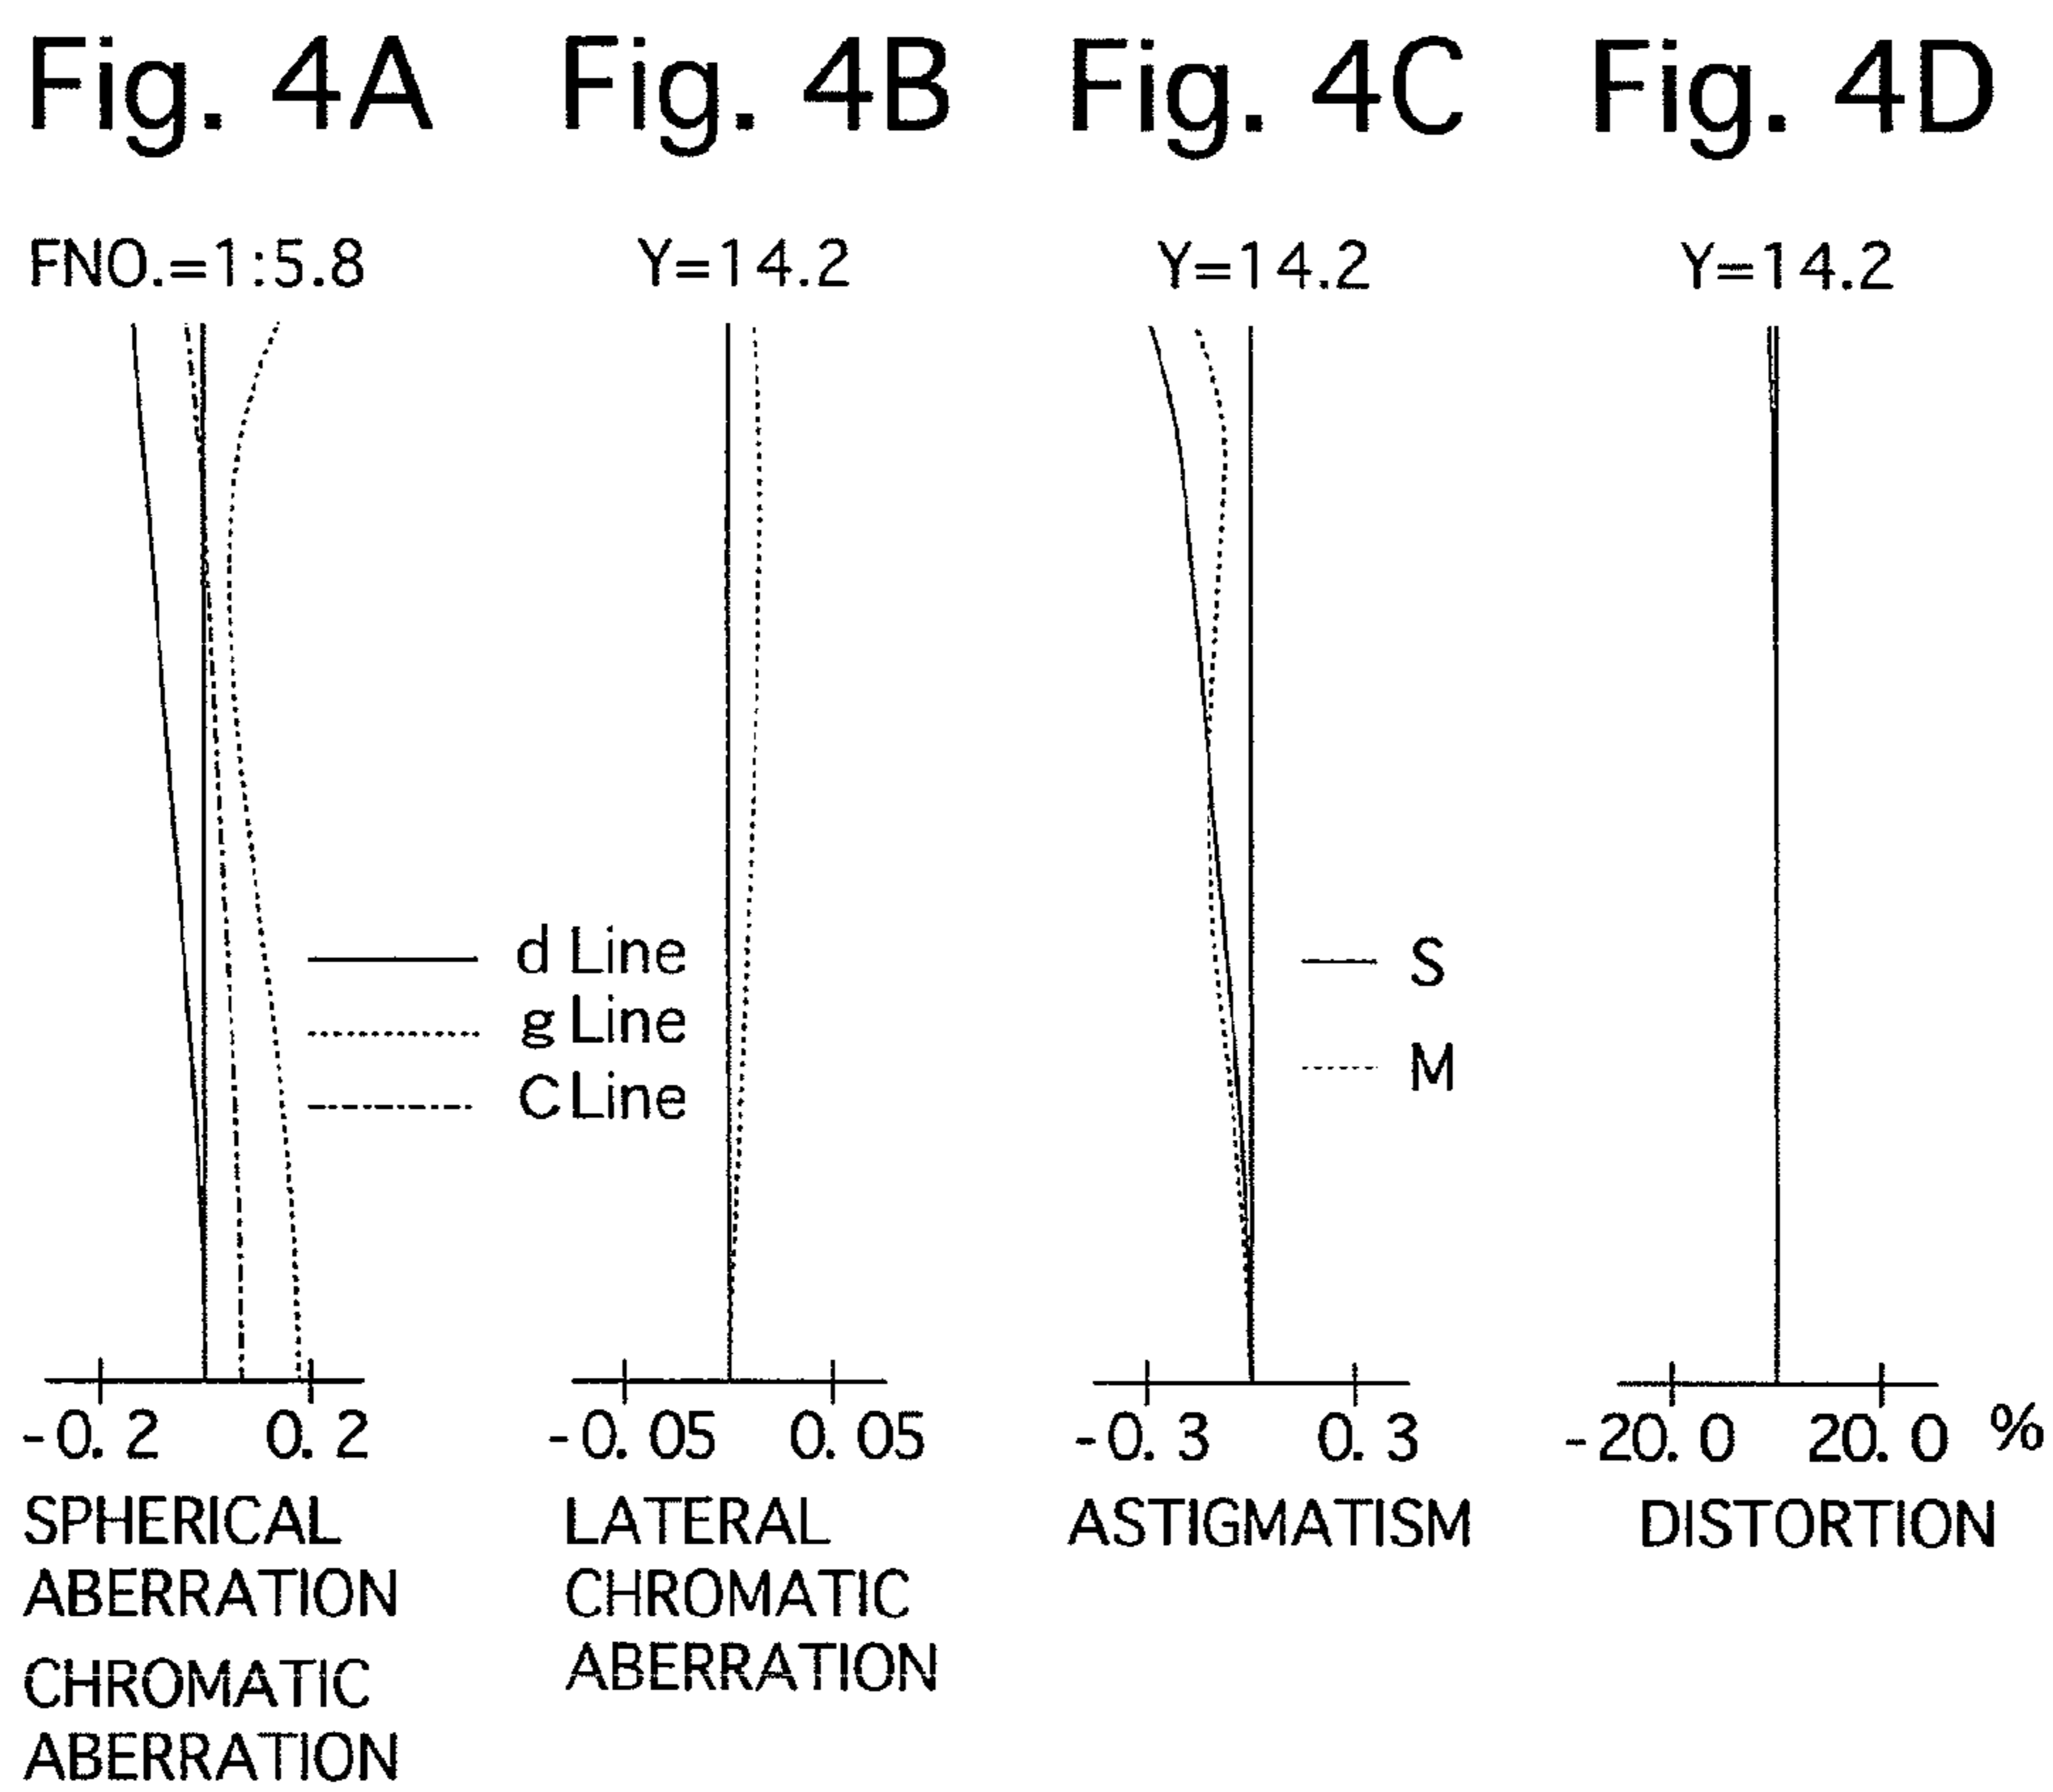 Fig. 4A
Fig. 4B
Fig. 4C
Fig. 4D
FNO.=1:5.8
Y=14.2
Y=14.2
Y=14.2
d Line
g Line
C Line
S
M
-0.2
0.2
-0.05
0.05
-0.3
0.3
-20.0
20.0 %
SPHERICAL
ABERRATION
CHROMATIC
ABERRATION
LATERAL
CHROMATIC
ABERRATION
ASTIGMATISM
DISTORTION